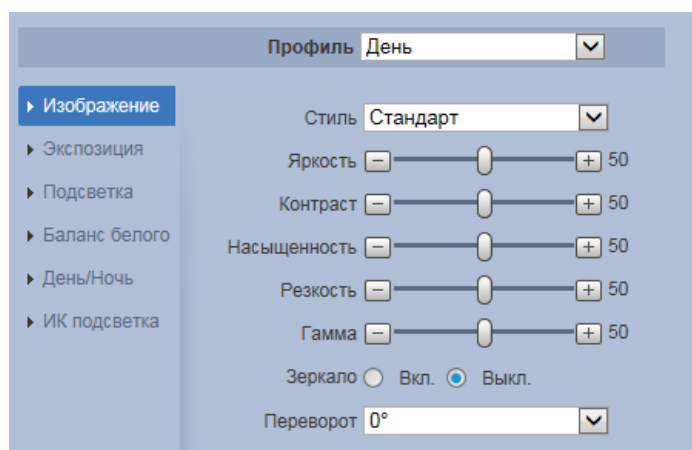 Профиль День
Изображение
Экспозиция
Подсветка
Баланс белого
День/Ночь
ИК подсветка
Стиль Стандарт
Яркость 50
Контраст 50
Насыщенность 50
Резкость 50
Гамма 50
Зеркало Вкл. Выкл.
Переворот 0°